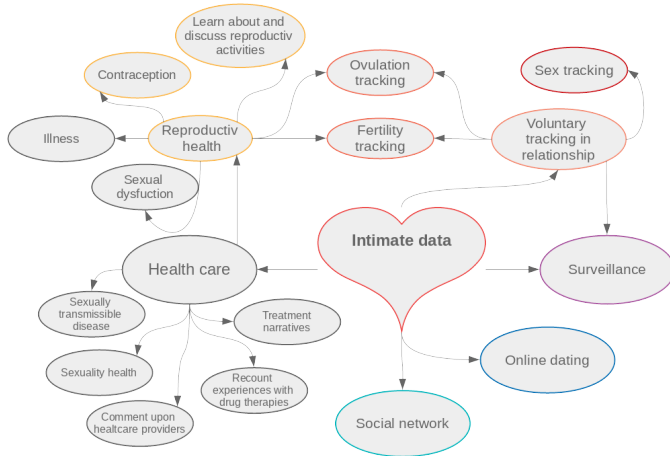 Learn about and
discuss reproductiv
activities
Contraception
Ovulation
tracking
Sex tracking
Illness
Reproductiv
health
Fertility
tracking
Voluntary
tracking in
relationship
Sexual
dysfuction
Intimate data
Health care
Surveillance
Sexually
transmissible
disease
Treatment
narratives
Sexuality health
Recount
experiences with
drug therapies
Online dating
Comment upon
healtcare providers
Social network